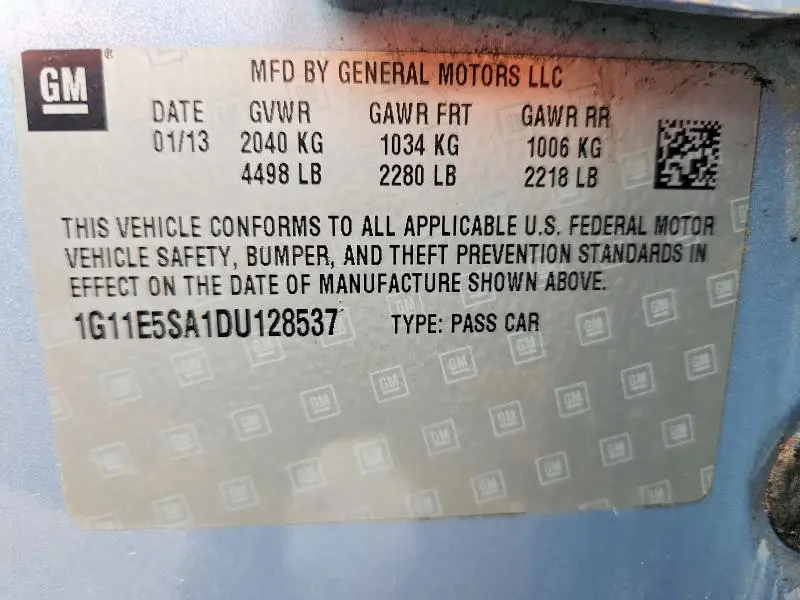 GM ®
MFD BY GENERAL MOTORS LLC
DATE GVWR GAWR FRT GAWR RR
01/13 2040 KG 1034 KG 1006 KG
4498 LB 2280 LB 2218 LB
THIS VEHICLE CONFORMS TO ALL APPLICABLE U.S. FEDERAL MOTOR
VEHICLE SAFETY, BUMPER, AND THEFT PREVENTION STANDARDS IN
EFFECT ON THE DATE OF MANUFACTURE SHOWN ABOVE.
1G11E5SA1DU128537 TYPE: PASS CAR